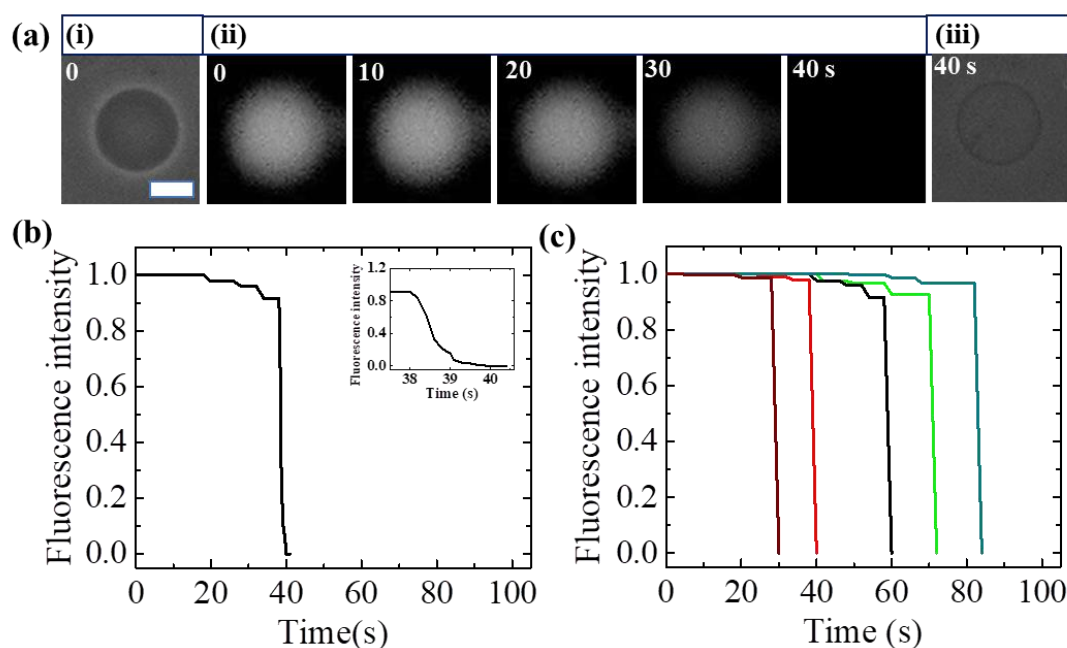 (a) (i) (ii) (iii)
0 0 10 20 30 40 s 40 s
(b)
Fluorescence intensity
1.0
0.8
0.6
0.4
0.2
0.0
0 20 40 60 80 100
Time(s)
Fluorescence intensity
1.2
0.8
0.4
0.0
38 39 40
Time (s)
(c)
Fluorescence intensity
1.0
0.8
0.6
0.4
0.2
0.0
0 20 40 60 80 100
Time (s)